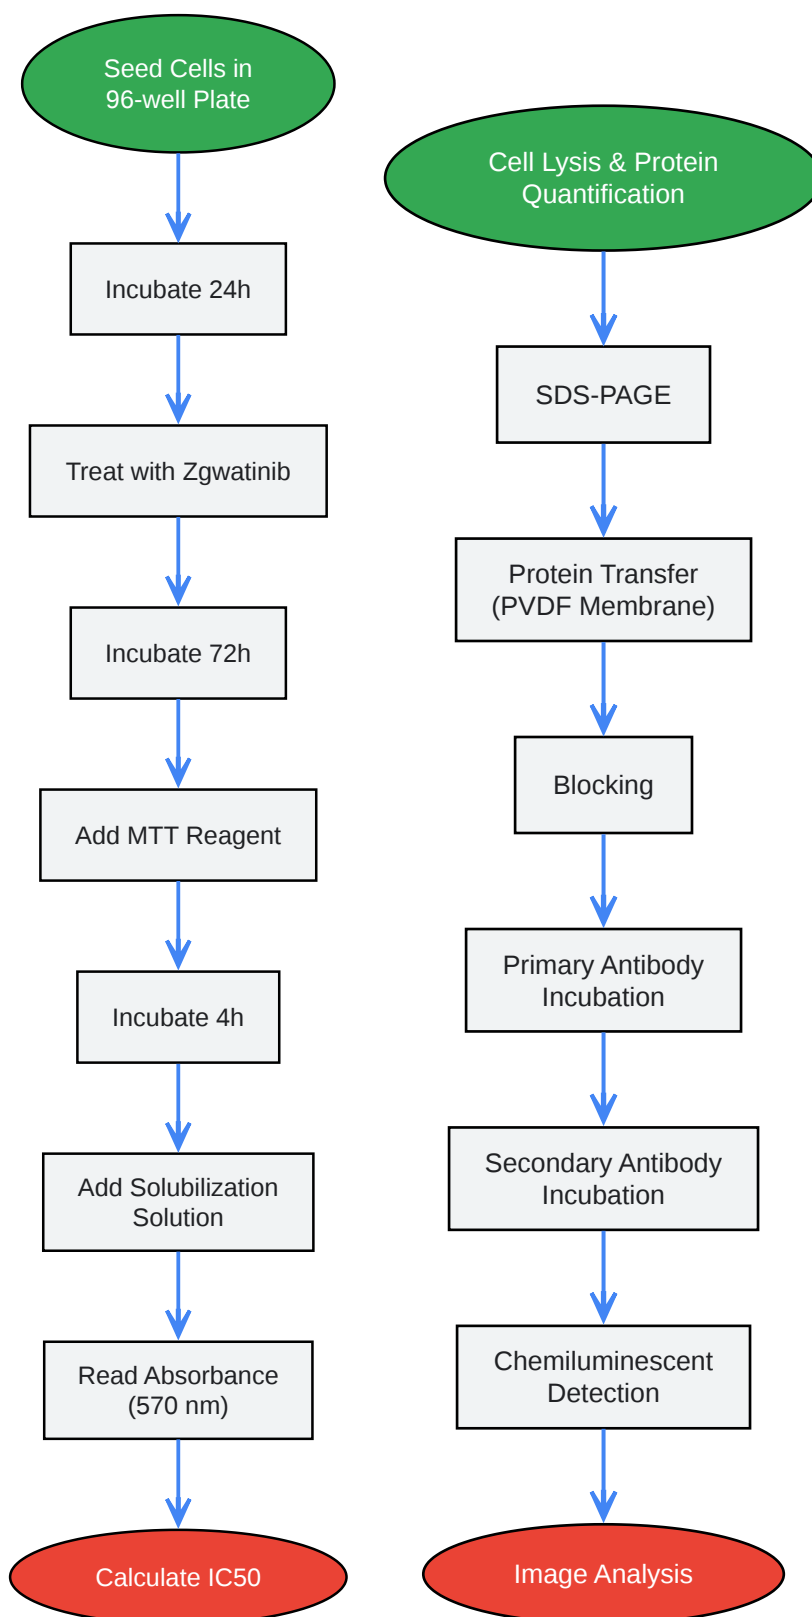 Seed Cells in
96-well Plate
Incubate 24h
Treat with Zgwatinib
Incubate 72h
Add MTT Reagent
Incubate 4h
Add Solubilization
Solution
Read Absorbance
(570 nm)
Calculate IC50
Cell Lysis & Protein
Quantification
SDS-PAGE
Protein Transfer
(PVDF Membrane)
Blocking
Primary Antibody
Incubation
Secondary Antibody
Incubation
Chemiluminescent
Detection
Image Analysis